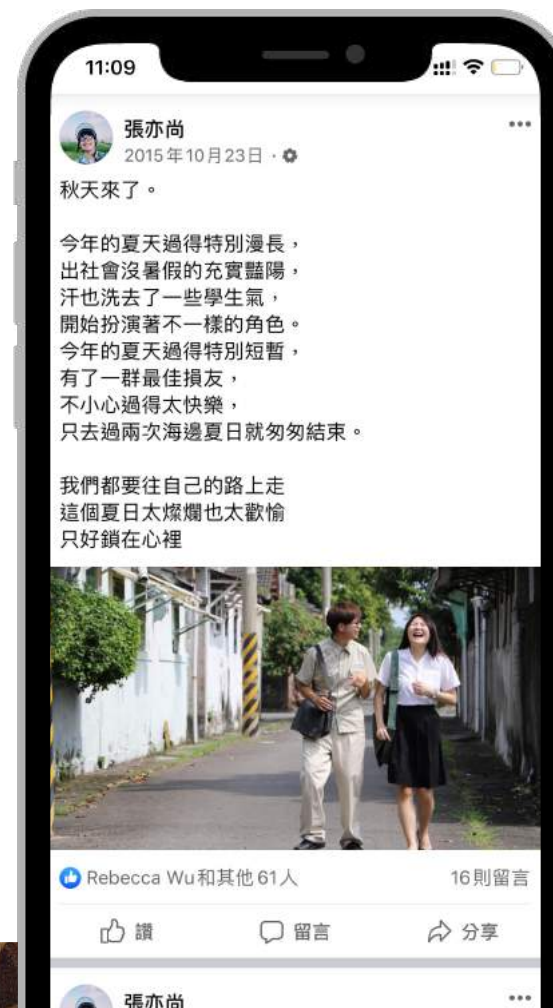 11:09
張亦尚
2015年10月23日
秋天來了。
今年的夏天過得特別漫長，
出社會沒暑假的充實豔陽，
汗也洗去了一些學生氣，
開始扮演著不一樣的角色。
今年的夏天過得特別短暫，
有了一群最佳損友，
不小心過得太快樂，
只去過兩次海邊夏日就匆匆結束。
我們都要往自己的路上走
這個夏日太燦爛也太歡愉
只好鎖在心裡
Rebecca Wu和其他61人
16則留言
讚
留言
分享
張亦尚